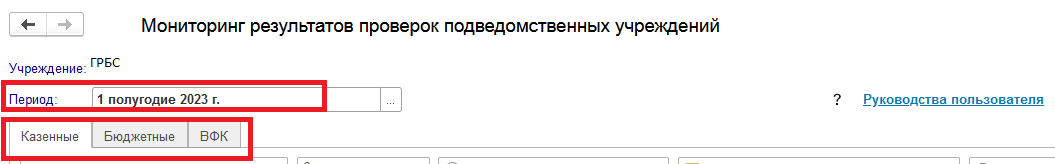 Мониторинг результатов проверок подведомственных учреждений
Учреждение: ГРБС
Период: 1 полугодие 2023 г. ... ? Руководства пользователя
Казенные Бюджетные ВФК